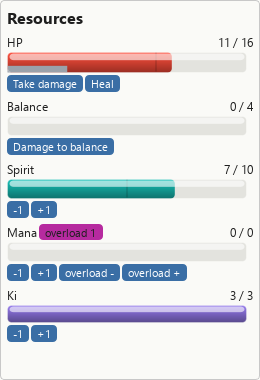 Resources
HP 11 / 16
Take damage Heal
Balance 0 / 4
Damage to balance
Spirit 7 / 10
-1 +1
Mana overload 1 0 / 0
-1 +1 overload - overload +
Ki 3 / 3
-1 +1